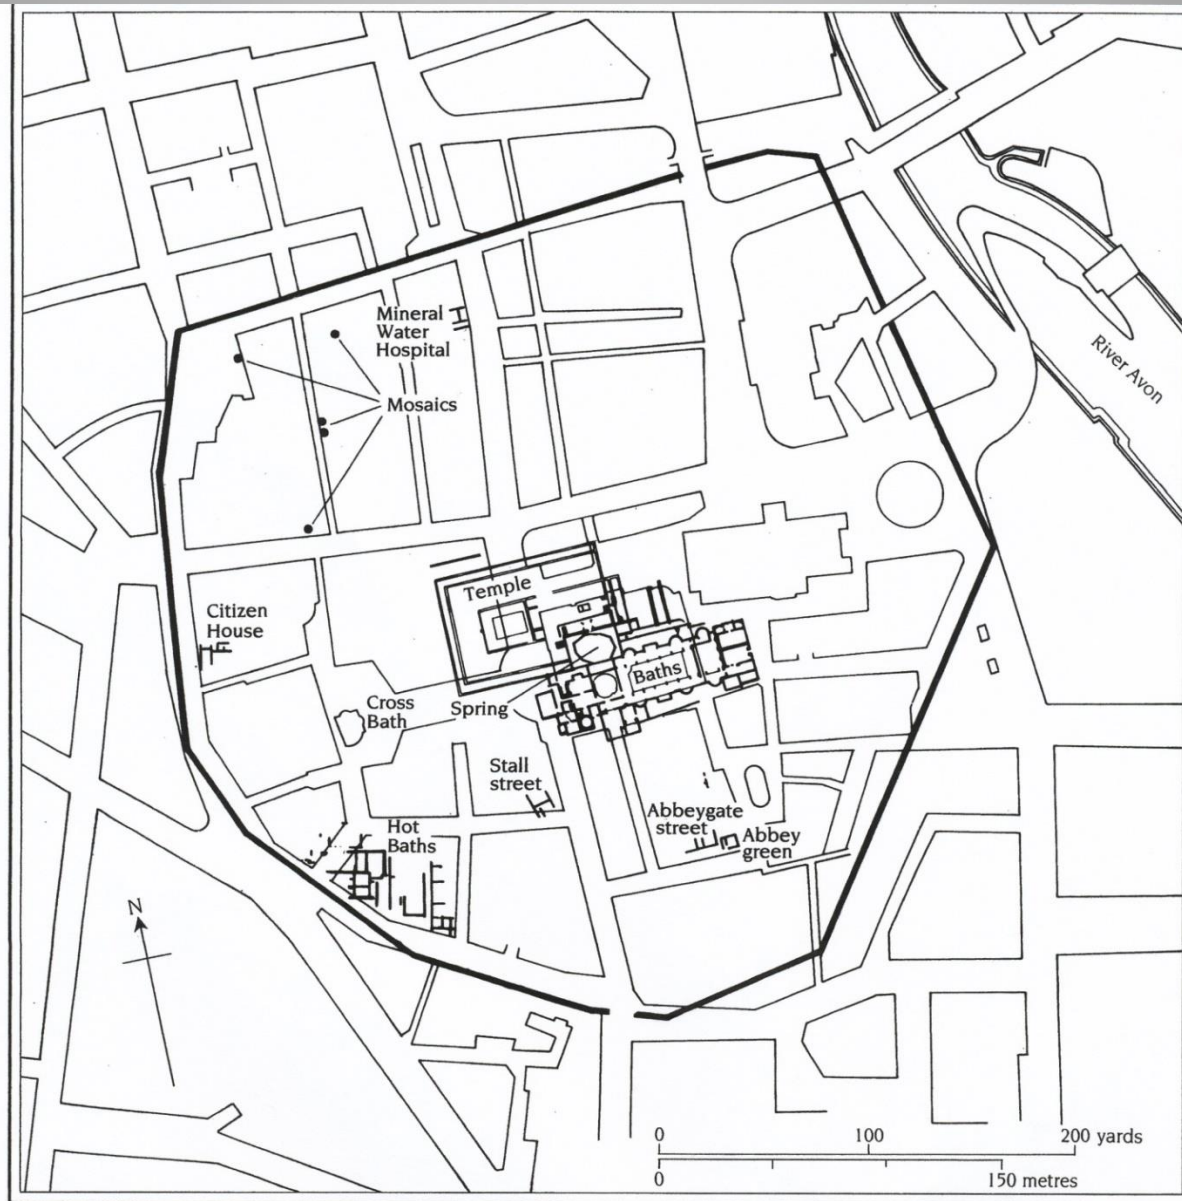 Mineral
Water
Hospital
Mosaics
River Avon
Temple
Citizen
House
Baths
Cross
Bath
Spring
Stall
street
Abbeygate
street
Abbey
green
Hot
Baths
N
0 100 200 yards
0 150 metres